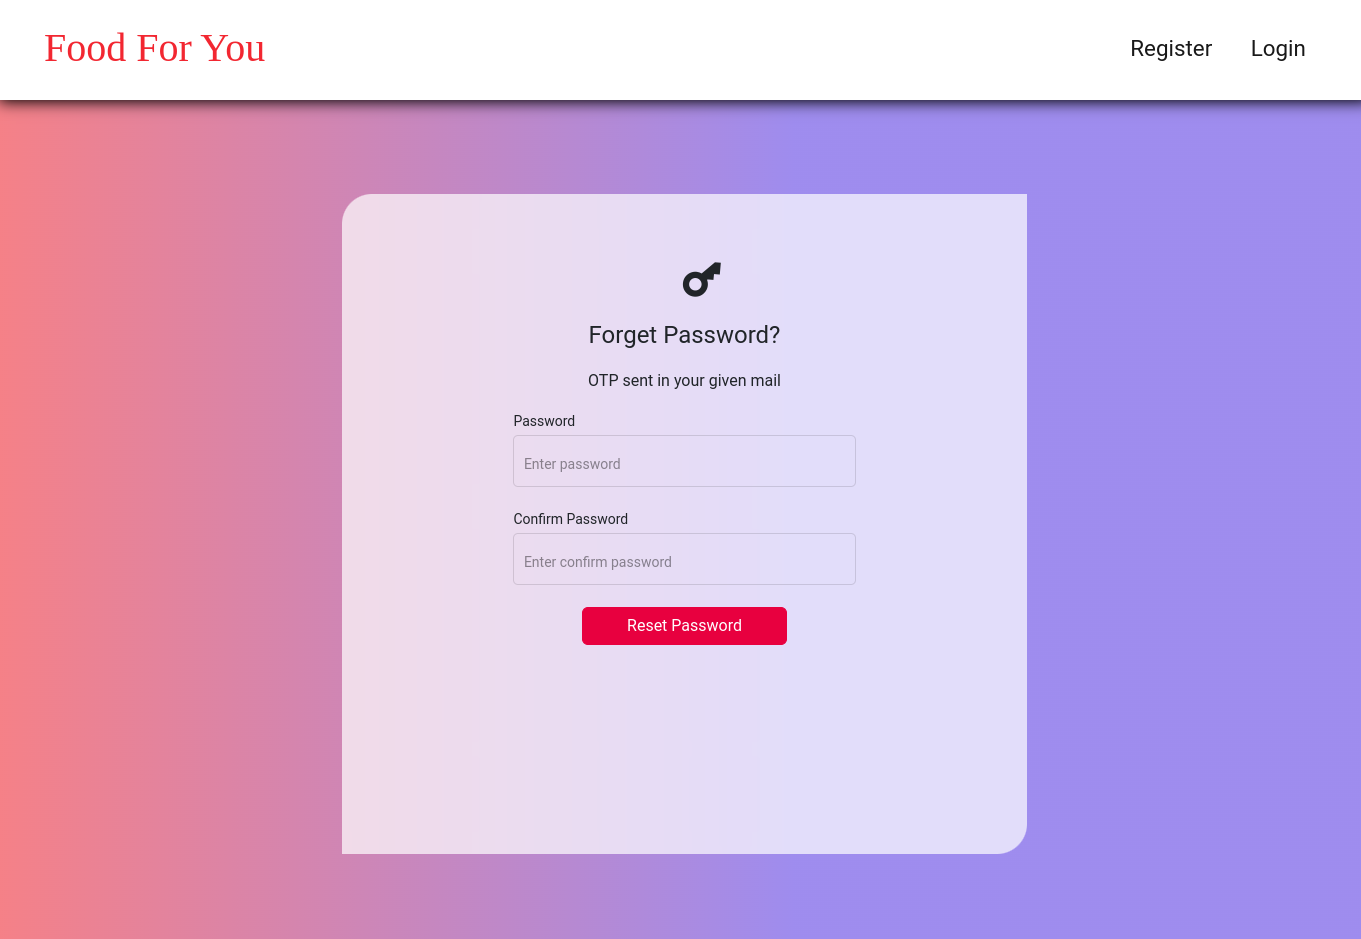 Food For You
Register
Login
Forget Password?
OTP sent in your given mail
Password
Enter password
Confirm Password
Enter confirm password
Reset Password